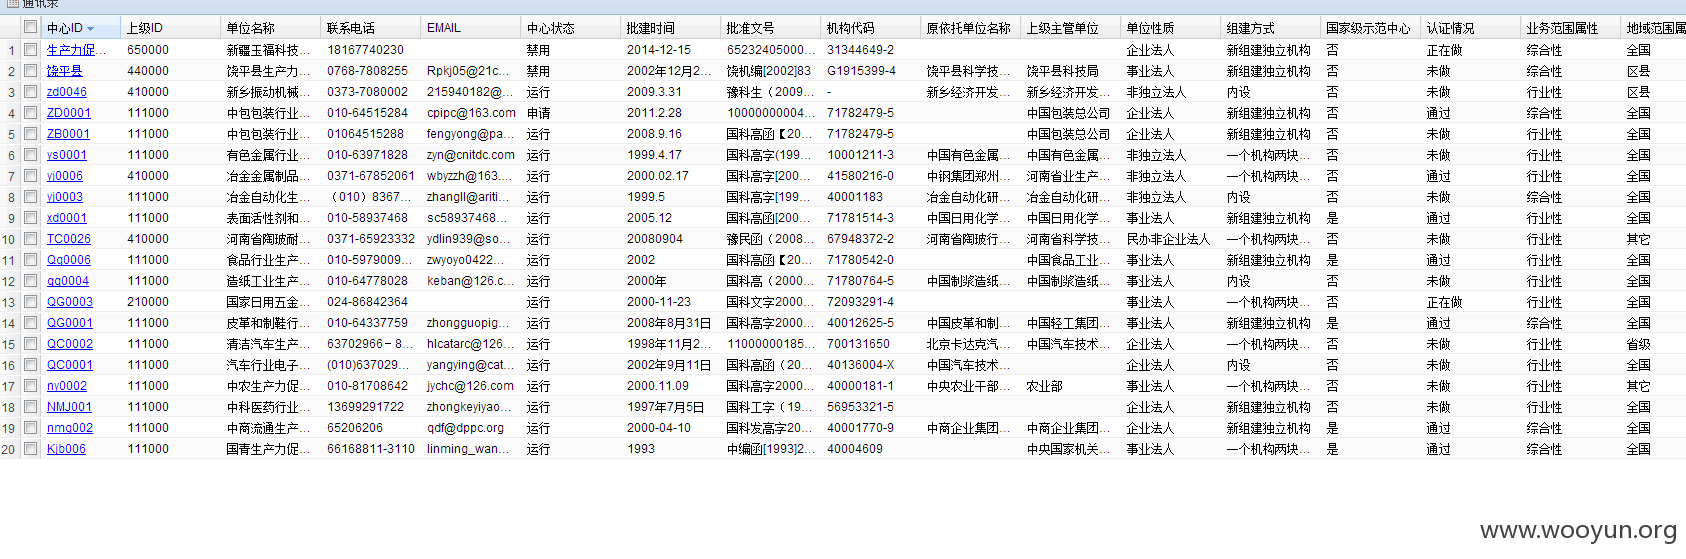 通讯录
中心ID 上级ID 单位名称 联系电话 EMAIL 中心状态 批建时间 批准文号 机构代码 原依托单位名称 上级主管单位 单位性质 组建方式 国家级示范中心 认证情况 业务范围属性 地域范围属
1 生产力促... 650000 新疆玉福科技... 18167740230 禁用 2014-12-15 65232405000... 31344649-2 企业法人 新组建独立机构 否 正在做 综合性 全国
2 饶平县 440000 饶平县生产力... 0768-7808255 Rpkj05@21c... 禁用 2002年12月2... 饶机编[2002]83 G1915399-4 饶平县科学技... 饶平县科技局 事业法人 新组建独立机构 否 未做 综合性 区县
3 zd0046 410000 新乡振动机械... 0373-7080002 215940182@... 运行 2009.3.31 豫科生（2009... - 新乡经济开发... 新乡经济开发... 非独立法人 内设 否 未做 行业性 区县
4 ZD0001 111000 中包包装行业... 010-64515284 cpipc@163.com 申请 2011.2.28 10000000004... 71782479-5 中国包装总公司 企业法人 新组建独立机构 否 通过 综合性 全国
5 ZB0001 111000 中包包装行业... 01064515288 fengyong@pa... 运行 2008.9.16 国科高函【20... 71782479-5 中国包装总公司 企业法人 新组建独立机构 否 未做 行业性 全国
6 ys0001 111000 有色金属行业... 010-63971828 zyn@cnitdc.com 运行 1999.4.17 国科高字(199... 10001211-3 中国有色金属... 中国有色金属... 非独立法人 一个机构两块... 否 未做 行业性 全国
7 yj0006 410000 冶金金属制品... 0371-67852061 wbyzzh@163.... 运行 2000.02.17 国科高字[200... 41580216-0 中钢集团郑州... 河南省业生产... 事业法人 一个机构两块... 否 未做 行业性 全国
8 yj0003 111000 冶金自动化生... （010）8367... zhangll@ariti... 运行 1999.5 国科高字[199... 40001183 冶金自动化研... 冶金自动化研... 非独立法人 内设 否 未做 行业性 全国
9 xd0001 111000 表面活性剂和... 010-58937468 sc58937468... 运行 2005.12 国科高函[200... 71781514-3 中国日用化学... 中国日用化学... 事业法人 新组建独立机构 是 通过 行业性 全国
10 TC0026 410000 河南省陶玻耐... 0371-65923332 ydlin939@so... 运行 20080904 豫民函（2008... 67948372-2 河南省陶玻行... 河南省科学技... 民办非企业法人 一个机构两块... 否 未做 行业性 其它
11 Qg0006 111000 食品行业生产... 010-5979009... zwyoyo0422... 运行 2002 国科高函【20... 71780542-0 中国食品工业... 事业法人 新组建独立机构 是 通过 行业性 全国
12 qg0004 111000 造纸工业生产... 010-64778028 keban@126.c... 运行 2000年 国科高（2000... 71780764-5 中国制浆造纸... 中国制浆造纸... 事业法人 内设 否 未做 行业性 全国
13 QG0003 210000 国家日用五金... 024-86842364 运行 2000-11-23 国科文字2000... 72093291-4 事业法人 一个机构两块... 否 正在做 行业性 全国
14 QG0001 111000 皮革和制鞋行... 010-64337759 zhongguopig... 运行 2008年8月31日 国科高字2000... 40012625-5 中国皮革和制... 中国轻工集团... 事业法人 新组建独立机构 是 通过 综合性 全国
15 QC0002 111000 清洁汽车生产... 63702966－8... hlcatarc@126... 运行 1998年11月2... 11000000185... 700131650 北京卡达克汽... 中国汽车技术... 企业法人 一个机构两块... 否 未做 行业性 省级
16 QC0001 111000 汽车行业电子... (010)637029... yangying@cat... 运行 2002年9月11日 国科高函（20... 40136004-X 中国汽车技术... 企业法人 内设 否 未做 行业性 全国
17 ny0002 111000 中农生产力促... 010-81708642 jychc@126.com 运行 2000.11.09 国科高字2000... 40000181-1 中央农业干部... 农业部 事业法人 一个机构两块... 否 未做 行业性 其它
18 NMJ001 111000 中科医药行业... 13699291722 zhongkeyiyao... 运行 1997年7月5日 国科工字（19... 56953321-5 企业法人 新组建独立机构 否 未做 行业性 全国
19 nmq002 111000 中商流通生产... 65206206 qdf@dppc.org 运行 2000-04-10 国科发高字20... 40001770-9 中商企业集团... 中商企业集团... 企业法人 新组建独立机构 是 通过 综合性 全国
20 Kjb006 111000 国青生产力促... 66168811-3110 linming_wan... 运行 1993 中编函[1993]2... 40004609 中央国家机关... 事业法人 一个机构两块... 是 通过 综合性 全国
www.wooyun.org